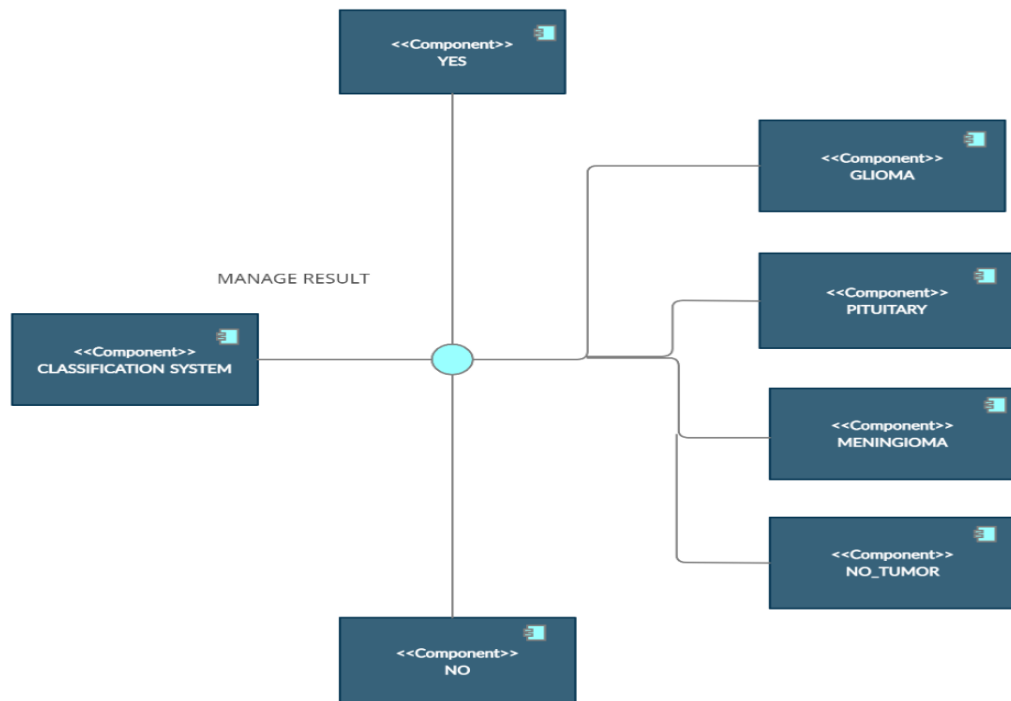 <<Component>>
YES
<<Component>>
GLIOMA
MANAGE RESULT
<<Component>>
PITUITARY
<<Component>>
CLASSIFICATION SYSTEM
<<Component>>
MENINGIOMA
<<Component>>
NO_TUMOR
<<Component>>
NO